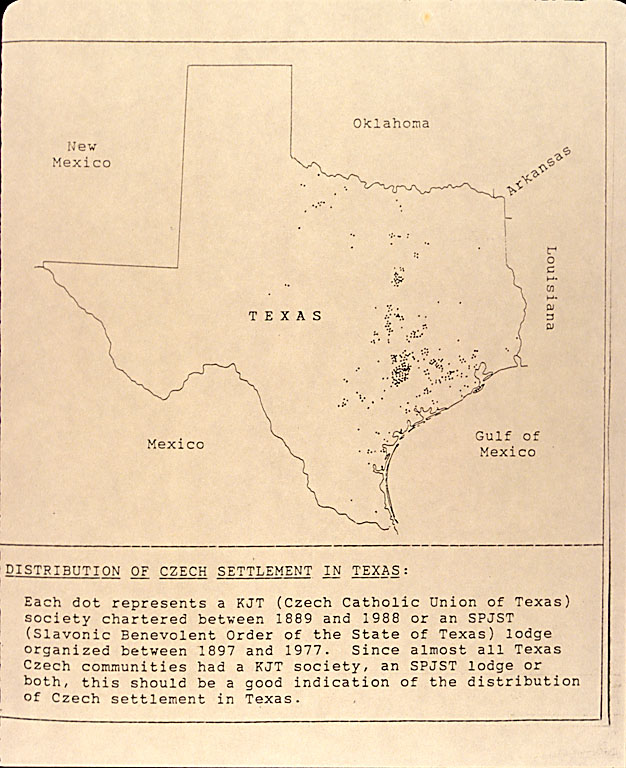 Oklahoma
New
Mexico
Arkansas
Louisiana
TEXAS
Mexico
Gulf of
Mexico
DISTRIBUTION OF CZECH SETTLEMENT IN TEXAS:
Each dot represents a KJT (Czech Catholic Union of Texas)
society chartered between 1889 and 1988 or an SPJST
(Slavonic Benevolent Order of the State of Texas) lodge
organized between 1897 and 1977. Since almost all Texas
Czech communities had a KJT society, an SPJST lodge or
both, this should be a good indication of the distribution
of Czech settlement in Texas.